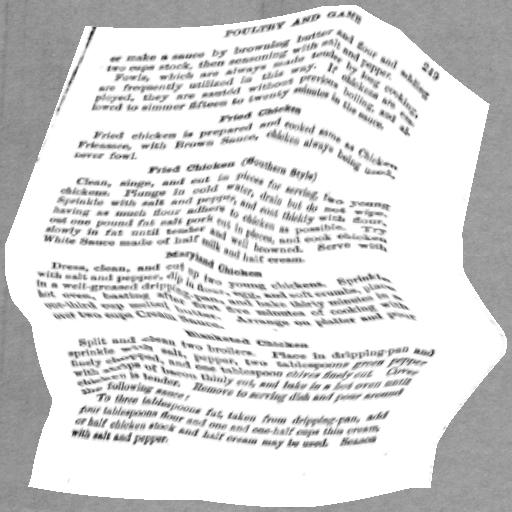 POULTRY AND GAME 249
or make a sauce by browning butter and flour and adding
two cups stock, then seasoning with salt and pepper.
Fowls, which are always made tender by long cooking,
are frequently utilized in this way. If chickens are em-
ployed, they are sautéd without previous boiling, and al-
lowed to simmer fifteen to twenty minutes in the sauce.
Fried Chicken
Fried chicken is prepared and cooked same as Chicken
Fricassee, with Brown Sauce, chicken always being used,
never fowl.
Fried Chicken (Southern Style)
Clean, singe, and cut in pieces for serving, two young
chickens. Plunge in cold water, drain but do not wipe.
Sprinkle with salt and pepper, and coat thickly with flour,
having as much flour adhere to chicken as possible. Try
out one pound fat salt pork cut in pieces, and cook chicken
slowly in fat until tender and well browned. Serve with
White Sauce made of half milk and half cream.
Maryland Chicken
Dress, clean, and cut up two young chickens. Sprinkle
with salt and pepper, dip in flour, egg, and soft crumbs, place
in a well-greased dripping-pan, and bake thirty minutes in a
hot oven, basting after first five minutes of cooking with
one-third cup melted butter. Arrange on platter and pour
and two cups Cream Sauce.
Blanketed Chicken
Split and clean two broilers. Place in dripping-pan and
sprinkle with salt, pepper, two tablespoons green pepper
finely chopped, and one tablespoon chives finely cut. Cover
with strips of bacon thinly cut, and bake in a hot oven until
chicken is tender. Remove to serving dish and pour around
the following sauce:
To three tablespoons fat, taken from dripping-pan, add
four tablespoons flour and one and one-half cups thin cream,
or half chicken stock and half cream may be used. Season
with salt and pepper.